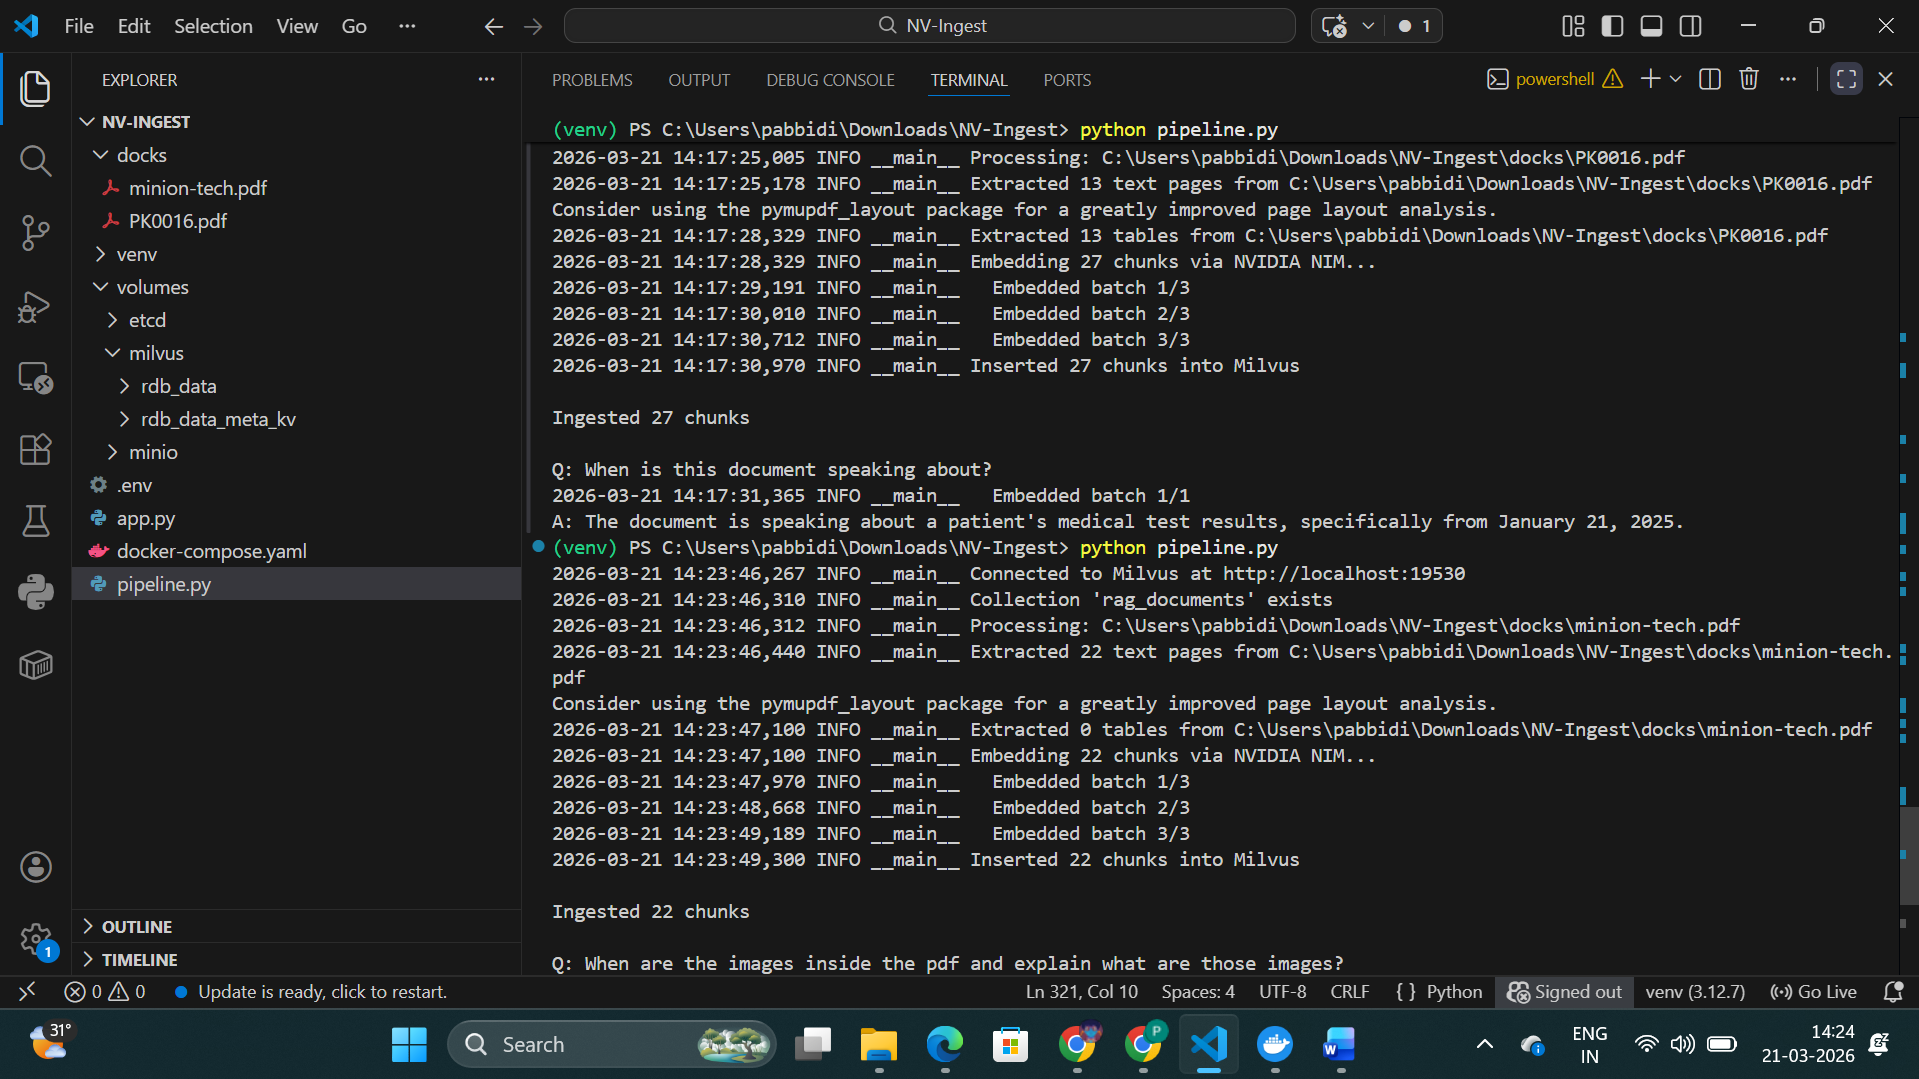 File Edit Selection View Go ...
NV-Ingest
1
EXPLORER
NV-INGEST
docks
minion-tech.pdf
PK0016.pdf
venv
volumes
etcd
milvus
rdb_data
rdb_data_meta_kv
minio
.env
app.py
docker-compose.yaml
pipeline.py
OUTLINE
TIMELINE
1
PROBLEMS OUTPUT DEBUG CONSOLE TERMINAL PORTS
powershell
(venv) PS C:\Users\pabbidi\Downloads\NV-Ingest> python pipeline.py
2026-03-21 14:17:25,005 INFO __main__ Processing: C:\Users\pabbidi\Downloads\NV-Ingest\docks\PK0016.pdf
2026-03-21 14:17:25,178 INFO __main__ Extracted 13 text pages from C:\Users\pabbidi\Downloads\NV-Ingest\docks\PK0016.pdf
Consider using the pymupdf_layout package for a greatly improved page layout analysis.
2026-03-21 14:17:28,329 INFO __main__ Extracted 13 tables from C:\Users\pabbidi\Downloads\NV-Ingest\docks\PK0016.pdf
2026-03-21 14:17:28,329 INFO __main__ Embedding 27 chunks via NVIDIA NIM...
2026-03-21 14:17:29,191 INFO __main__   Embedded batch 1/3
2026-03-21 14:17:30,010 INFO __main__   Embedded batch 2/3
2026-03-21 14:17:30,712 INFO __main__   Embedded batch 3/3
2026-03-21 14:17:30,970 INFO __main__ Inserted 27 chunks into Milvus
Ingested 27 chunks
Q: When is this document speaking about?
2026-03-21 14:17:31,365 INFO __main__   Embedded batch 1/1
A: The document is speaking about a patient's medical test results, specifically from January 21, 2025.
(venv) PS C:\Users\pabbidi\Downloads\NV-Ingest> python pipeline.py
2026-03-21 14:23:46,267 INFO __main__ Connected to Milvus at http://localhost:19530
2026-03-21 14:23:46,310 INFO __main__ Collection 'rag_documents' exists
2026-03-21 14:23:46,312 INFO __main__ Processing: C:\Users\pabbidi\Downloads\NV-Ingest\docks\minion-tech.pdf
2026-03-21 14:23:46,440 INFO __main__ Extracted 22 text pages from C:\Users\pabbidi\Downloads\NV-Ingest\docks\minion-tech.
pdf
Consider using the pymupdf_layout package for a greatly improved page layout analysis.
2026-03-21 14:23:47,100 INFO __main__ Extracted 0 tables from C:\Users\pabbidi\Downloads\NV-Ingest\docks\minion-tech.pdf
2026-03-21 14:23:47,100 INFO __main__ Embedding 22 chunks via NVIDIA NIM...
2026-03-21 14:23:47,970 INFO __main__   Embedded batch 1/3
2026-03-21 14:23:48,668 INFO __main__   Embedded batch 2/3
2026-03-21 14:23:49,189 INFO __main__   Embedded batch 3/3
2026-03-21 14:23:49,300 INFO __main__ Inserted 22 chunks into Milvus
Ingested 22 chunks
Q: When are the images inside the pdf and explain what are those images?
0 0 Update is ready, click to restart. Ln 321, Col 10 Spaces: 4 UTF-8 CRLF { } Python Signed out venv (3.12.7) Go Live
31°
Search
P
W
ENG
IN
14:24
21-03-2026